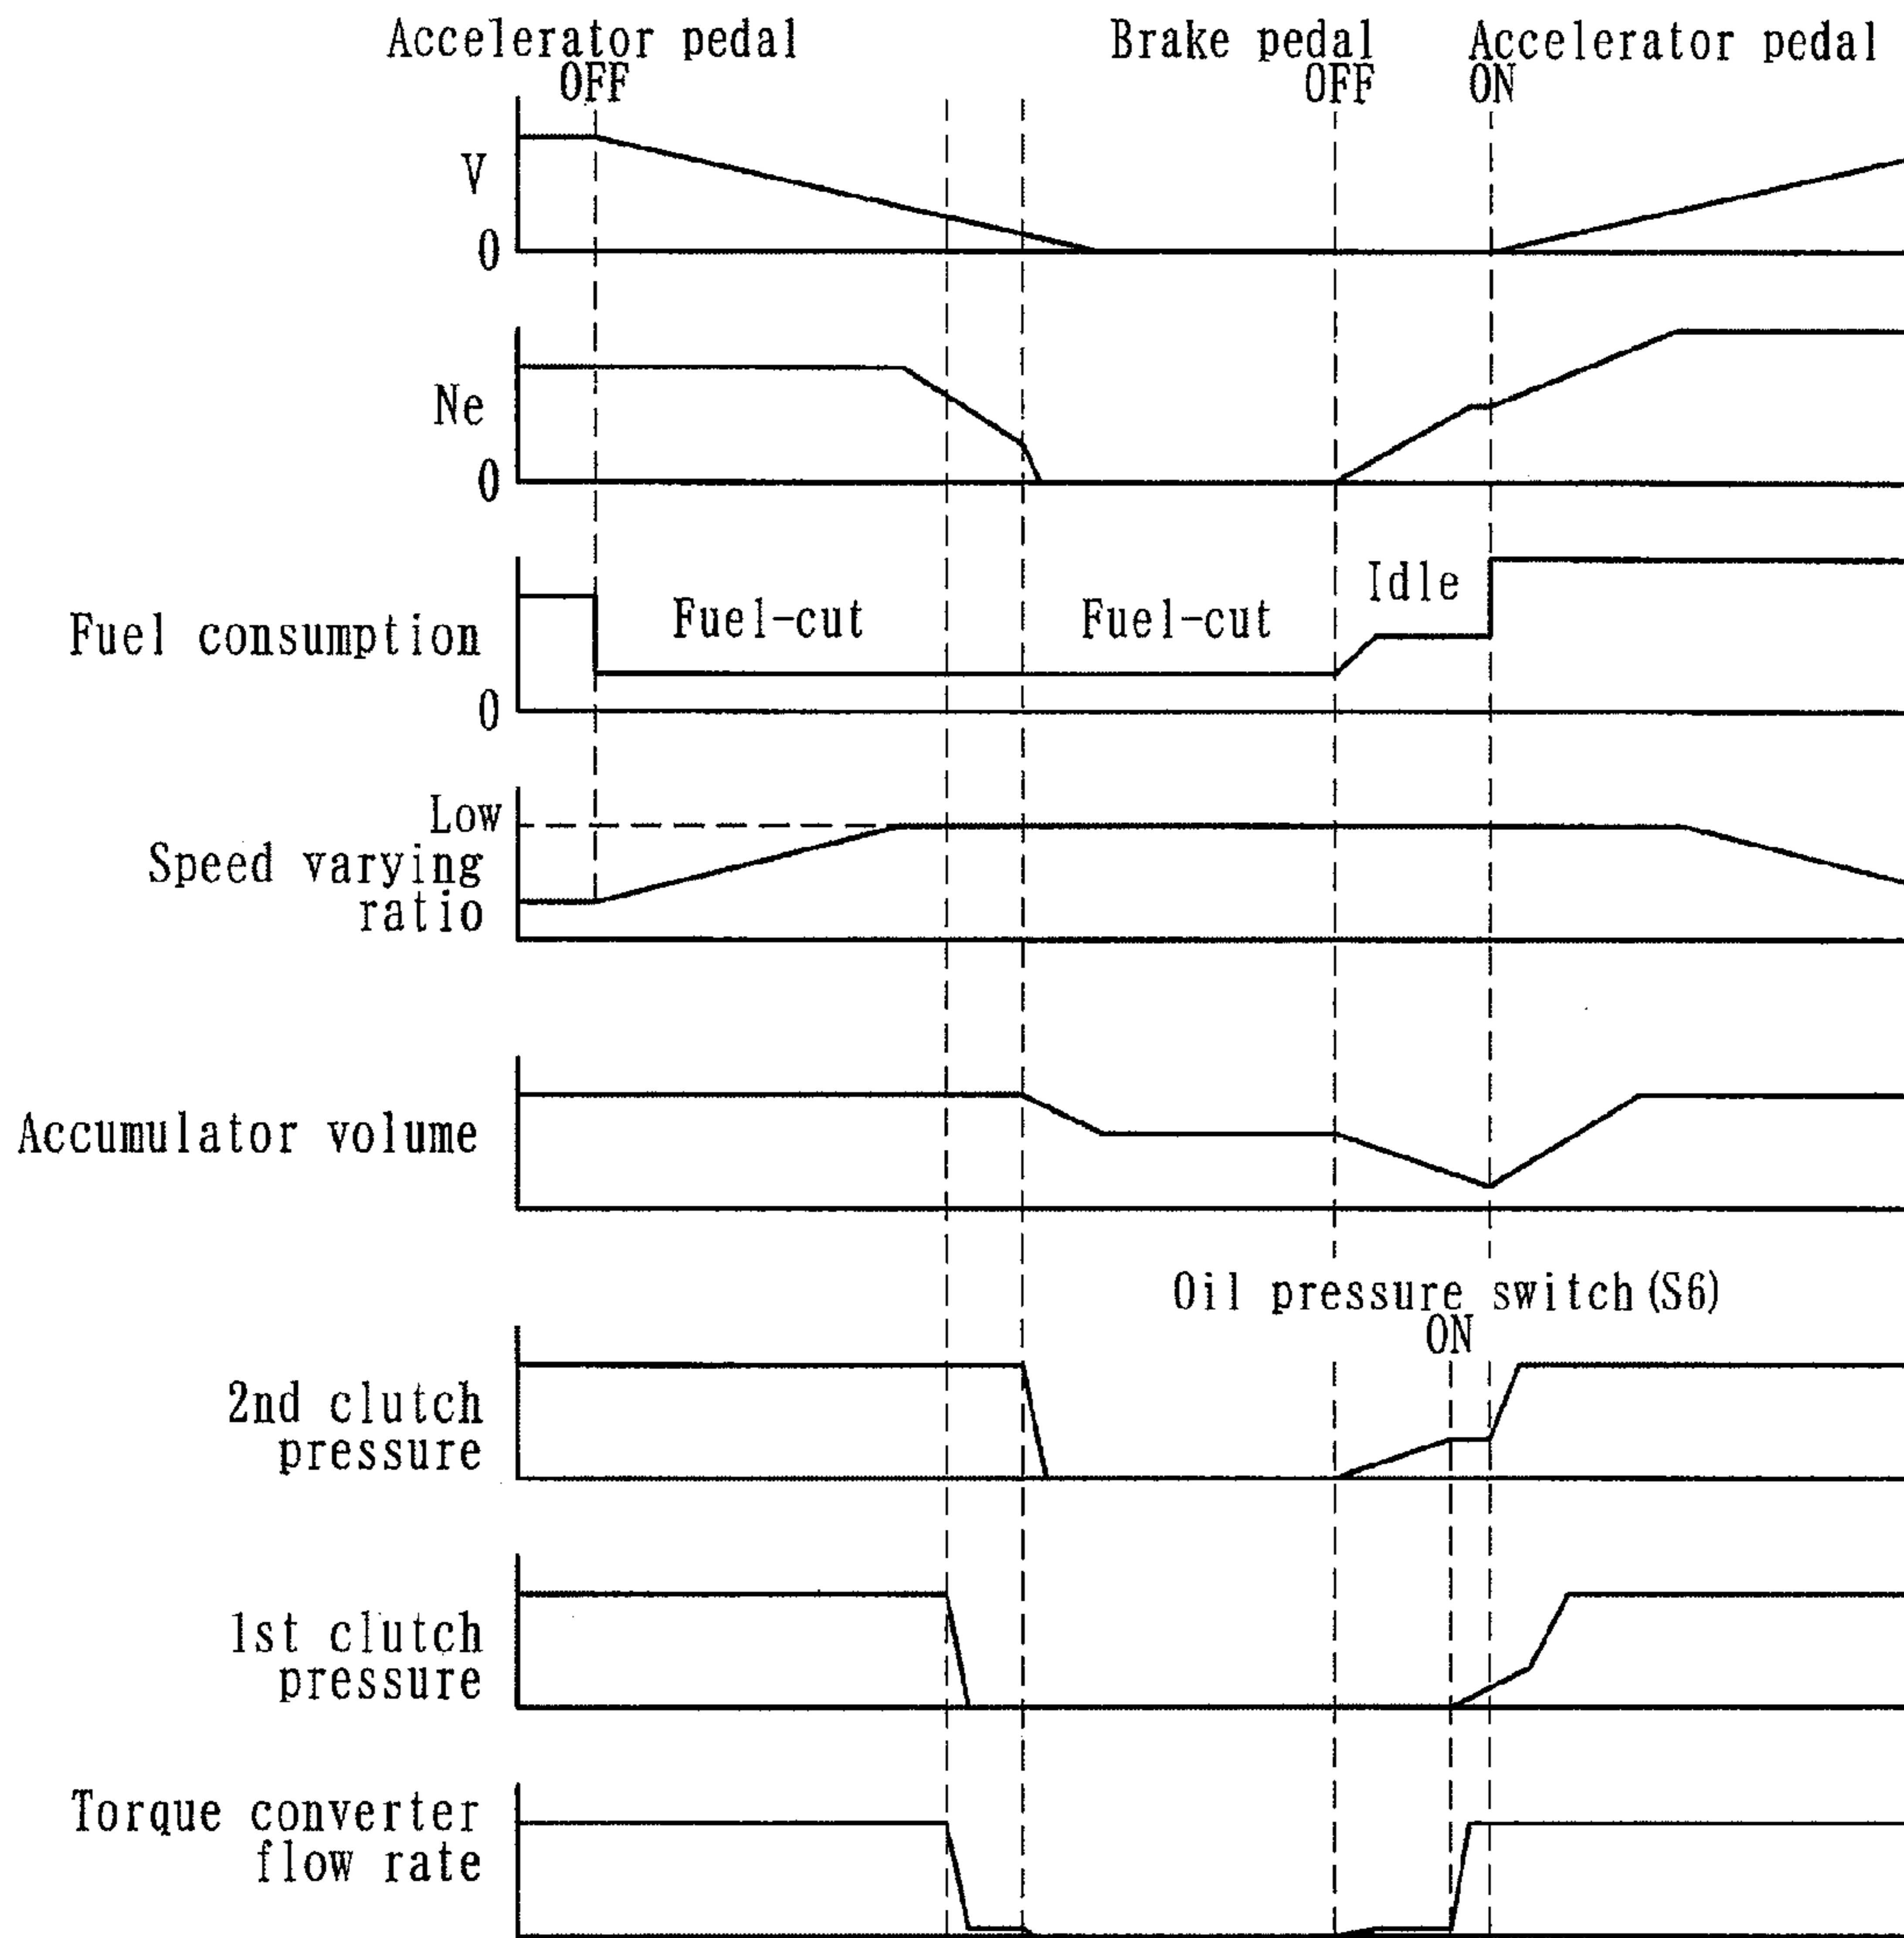 Accelerator pedal
OFF
Brake pedal
OFF
Accelerator pedal
ON
V
0
Ne
0
Fuel consumption
0
Fuel-cut
Fuel-cut
Idle
Low
Speed varying
ratio
Accumulator volume
Oil pressure switch(S6)
ON
2nd clutch
pressure
1st clutch
pressure
Torque converter
flow rate